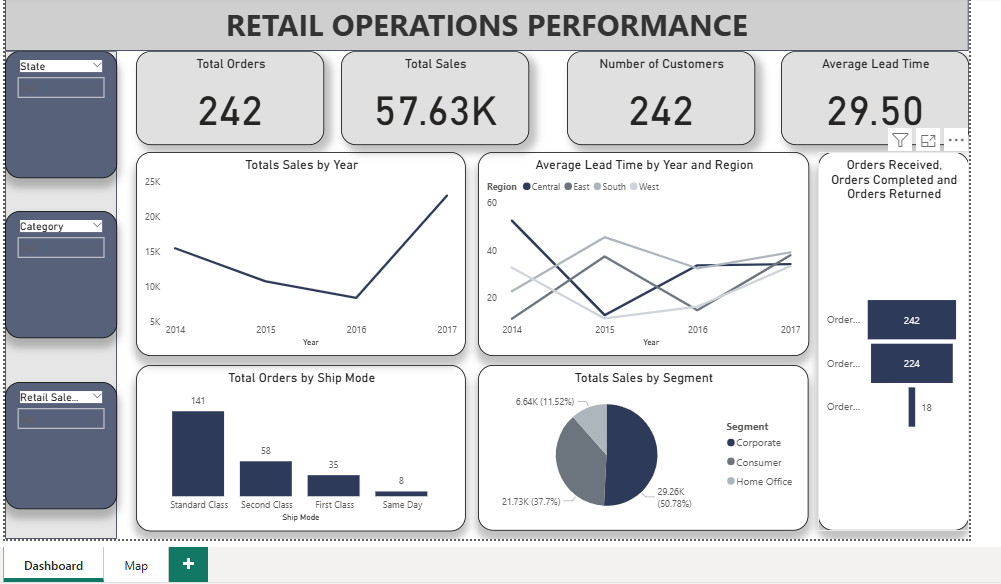 RETAIL OPERATIONS PERFORMANCE
State
Category
Retail Sale...
Total Orders
242
Total Sales
57.63K
Number of Customers
242
Average Lead Time
29.50
Totals Sales by Year
25K
20K
15K
10K
5K
2014
2015
2016
2017
Year
Average Lead Time by Year and Region
Region Central East South West
60
40
20
2014
2015
2016
2017
Year
Orders Received,
Orders Completed and
Orders Returned
Order...
242
Order...
224
Order...
18
Total Orders by Ship Mode
141
58
35
8
Standard Class
Second Class
First Class
Same Day
Ship Mode
Totals Sales by Segment
6.64K (11.52%)
21.73K (37.7%)
29.26K
(50.78%)
Segment
Corporate
Consumer
Home Office
Dashboard
Map
+